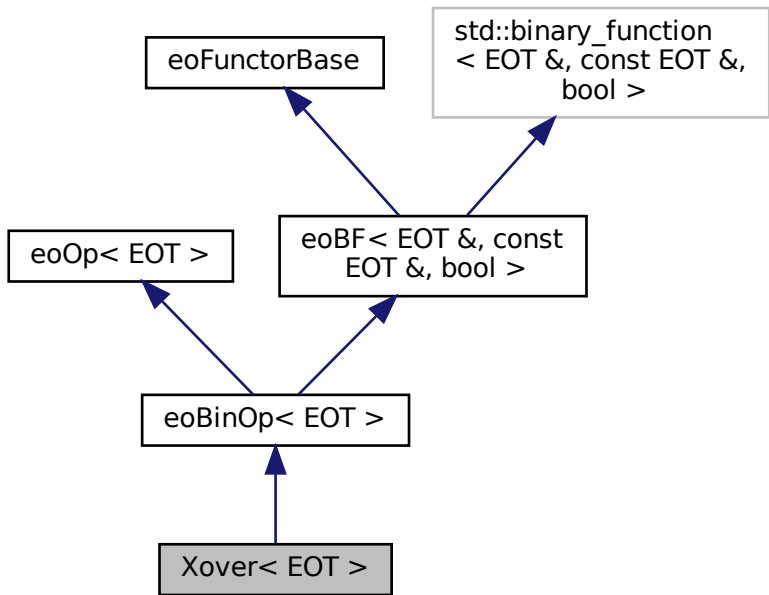 std::binary_function
< EOT &, const EOT &,
bool >
eoFunctorBase
eoBF< EOT &, const
EOT &, bool >
eoOp< EOT >
eoBinOp< EOT >
Xover< EOT >